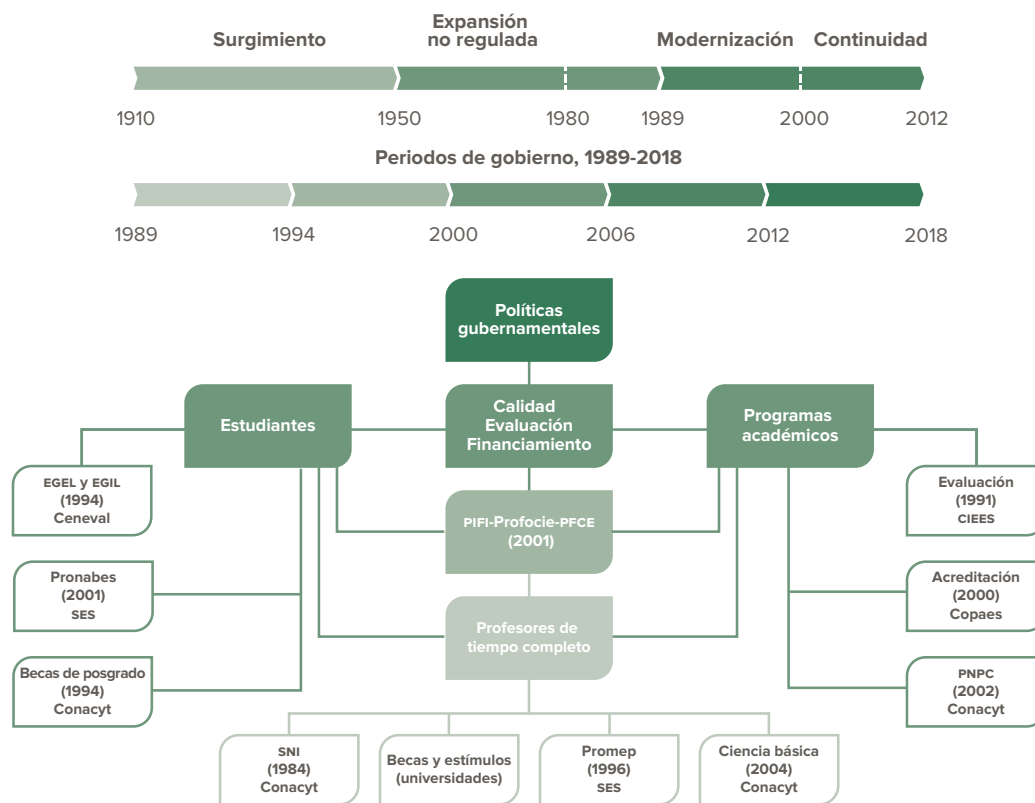 Surgimiento
Expansión
no regulada
Modernización
Continuidad
1910
1950
1980
1989
2000
2012
Periodos de gobierno, 1989-2018
1989
1994
2000
2006
2012
2018
Políticas
gubernamentales
Estudiantes
Calidad
Evaluación
Financiamiento
Programas
académicos
EGEL y EGIL
(1994)
Ceneval
PIFI-Profocie-PFCE
(2001)
Evaluación
(1991)
CIEES
Pronabes
(2001)
SES
Profesores de
tiempo completo
Acreditación
(2000)
Copaes
Becas de posgrado
(1994)
Conacyt
PNPC
(2002)
Conacyt
SNI
(1984)
Conacyt
Becas y estímulos
(universidades)
Promep
(1996)
SES
Ciencia básica
(2004)
Conacyt